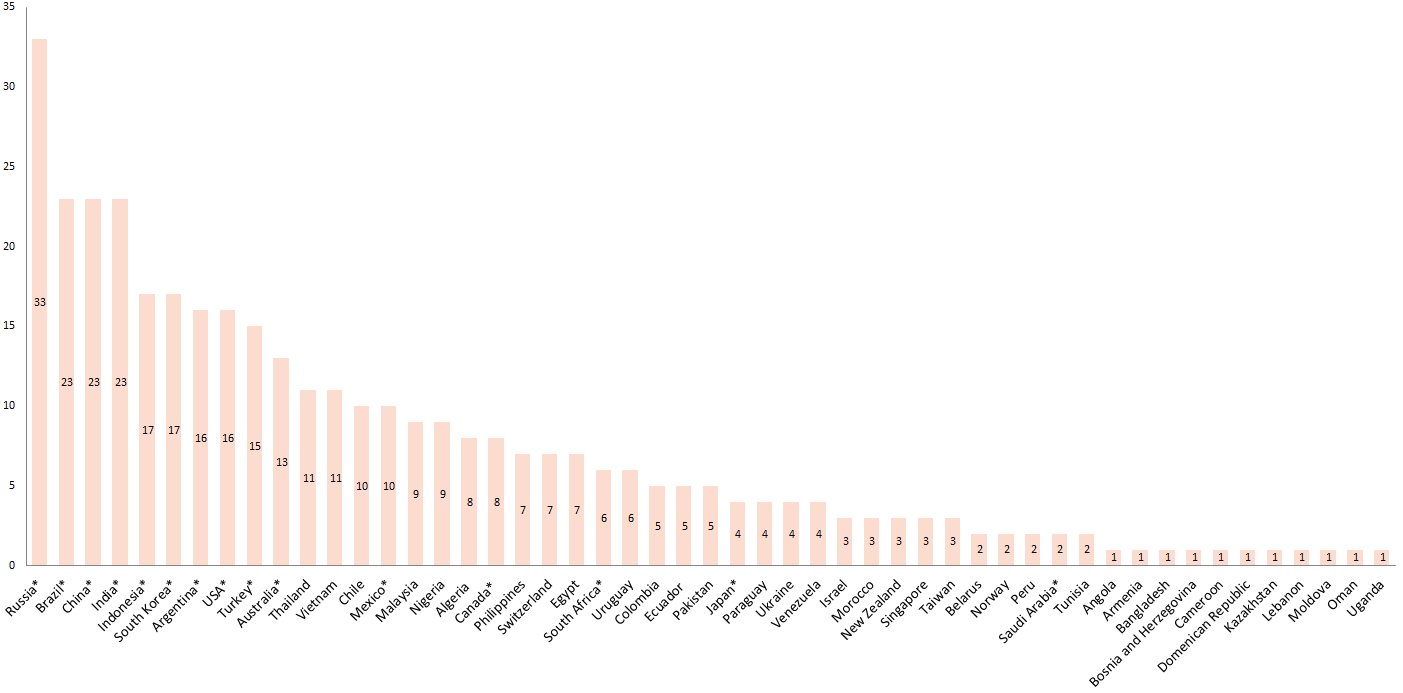 35
30
25
20
15
10
5
0
33
23
23
23
17
17
16
16
15
13
11
11
10
10
9
9
8
8
7
7
7
6
6
5
5
5
4
4
4
4
3
3
3
3
3
2
2
2
2
2
1
1
1
1
1
1
1
1
1
1
1
Russia*
Brazil*
China*
India*
Indonesia*
South Korea*
Argentina*
USA*
Turkey*
Australia*
Thailand
Vietnam
Chile
Mexico*
Malaysia
Nigeria
Algeria
Canada*
Philippines
Switzerland
Egypt
South Africa*
Uruguay
Colombia
Ecuador
Pakistan
Japan*
Paraguay
Ukraine
Venezuela
Israel
Morocco
New Zealand
Singapore
Taiwan
Belarus
Norway
Peru
Saudi Arabia*
Tunisia
Angola
Armenia
Bangladesh
Bosnia and Herzegovina
Cameroon
Domenican Republic
Kazakhstan
Lebanon
Moldova
Oman
Uganda